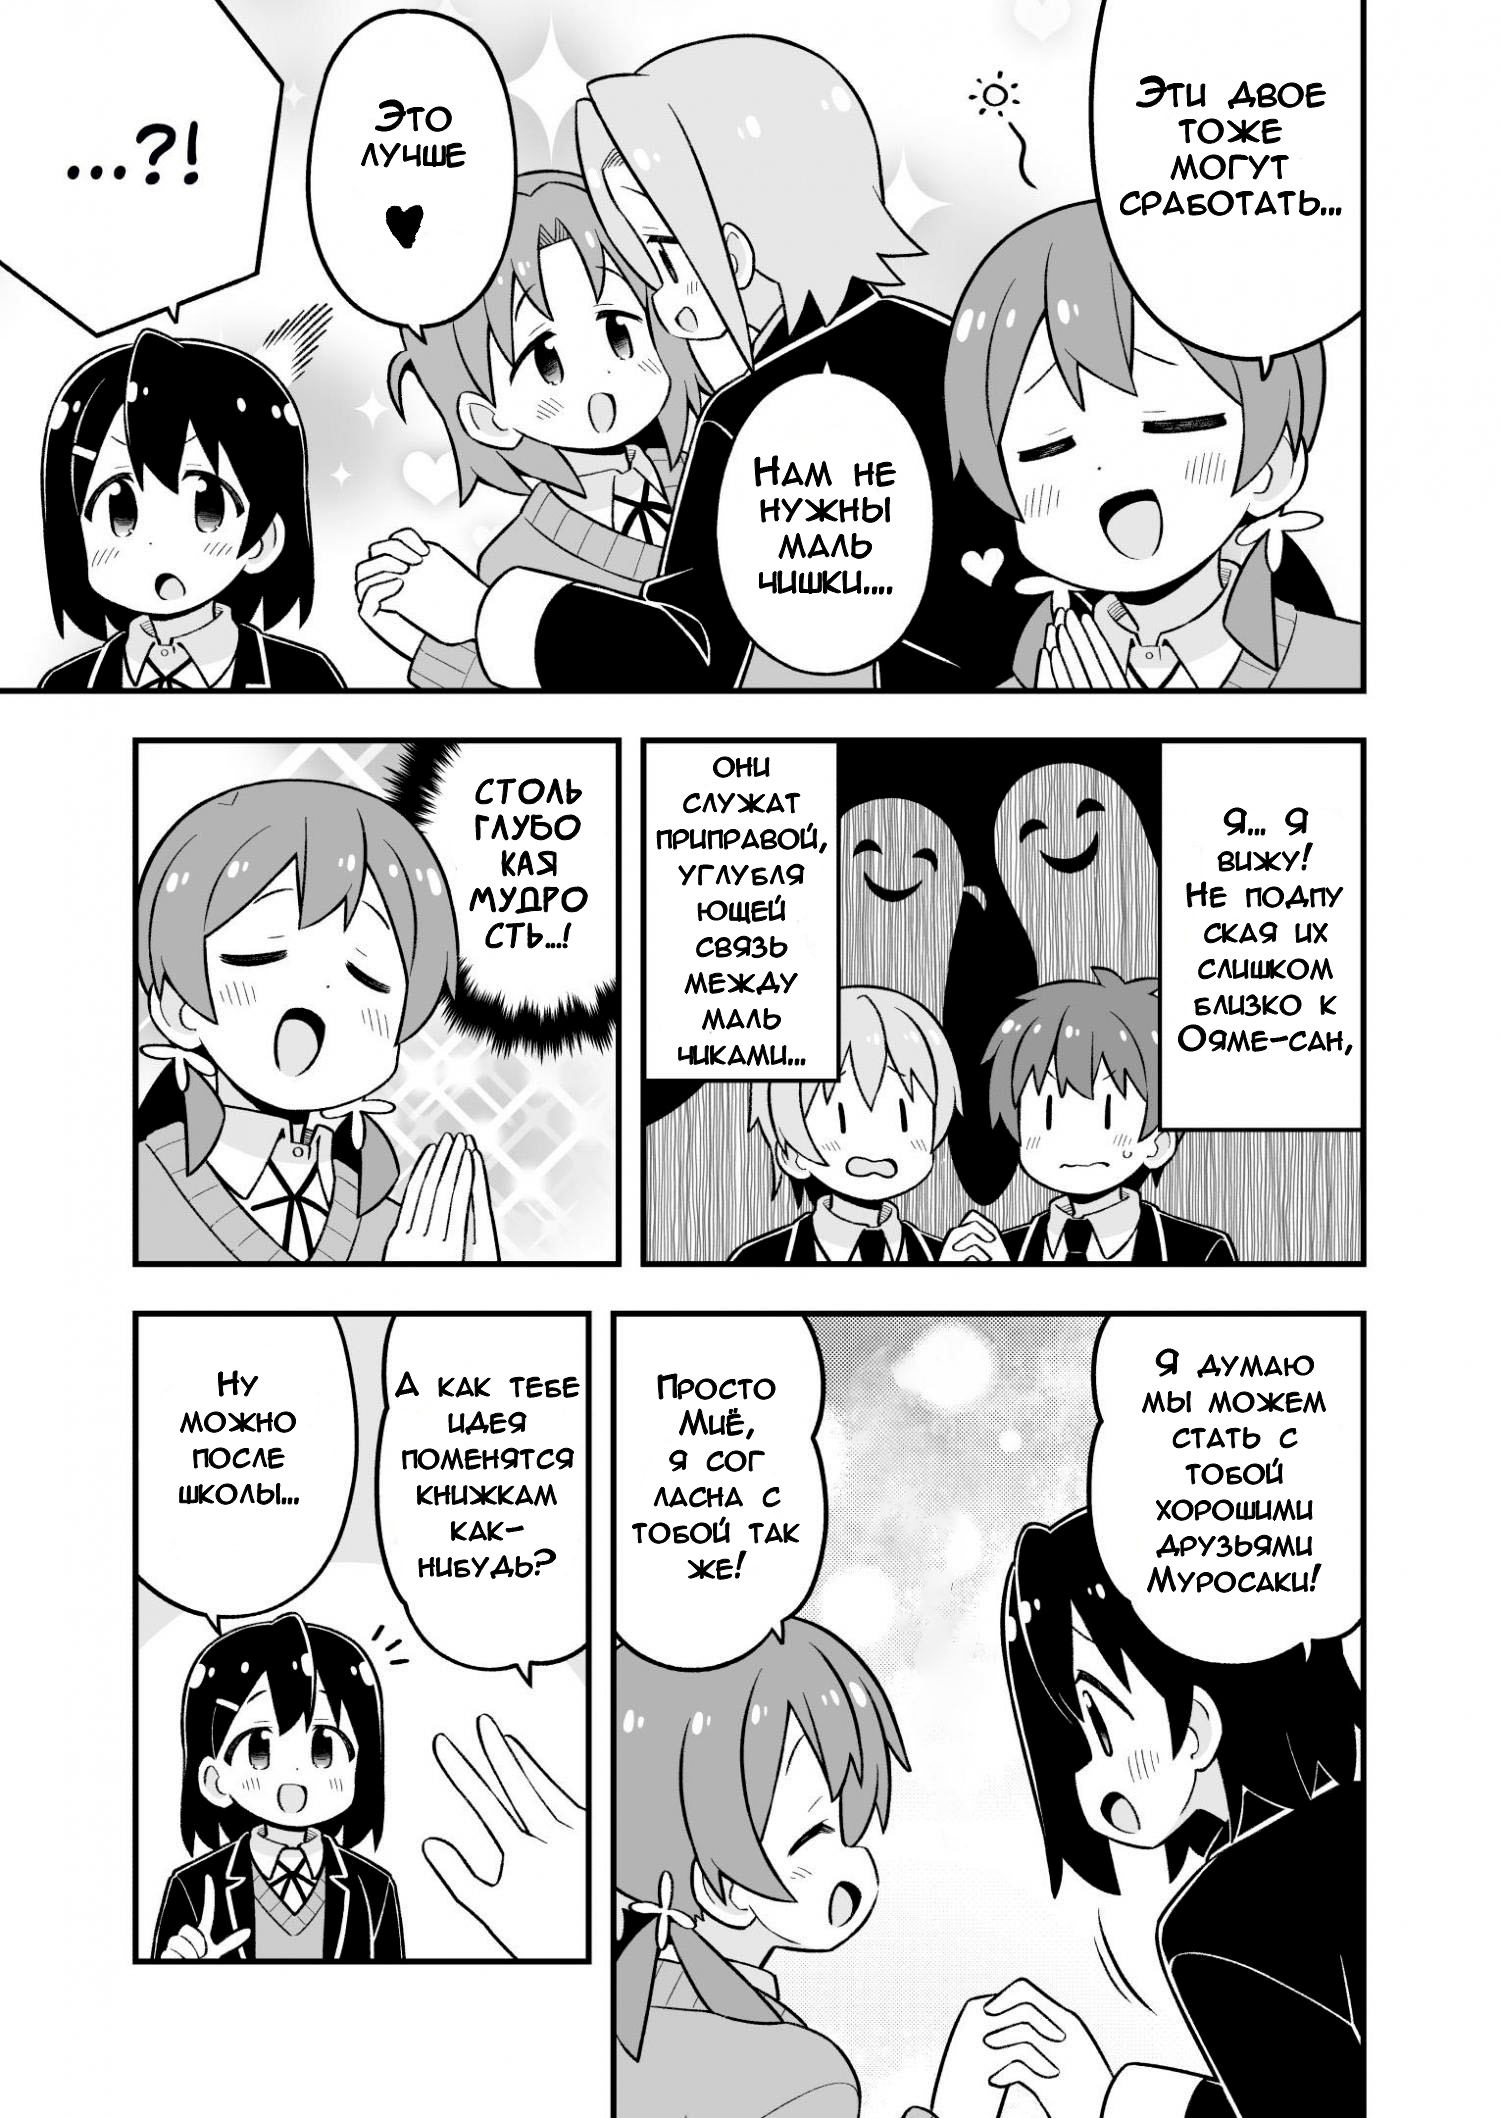 Эти двое
тоже
могут
сработать...
Это
лучше
Нам не
нужны
маль
чишки....
...?!
Я... Я
вижу!
Не подпу
ская их
слишком
близко к
Ояме-сан,
они
служат
приправой,
углубля
ющей
связь
между
маль
чиками...
столь
глубо
кая
мудро
сть...!
Я думаю
мы можем
стать с
тобой
хорошими
друзьями
Муросаки!
Просто
Миё,
я сог
ласна с
тобой так
же!
А как тебе
идея
поменятся
книжкам
как-
нибудь?
Ну
можно
после
школы...